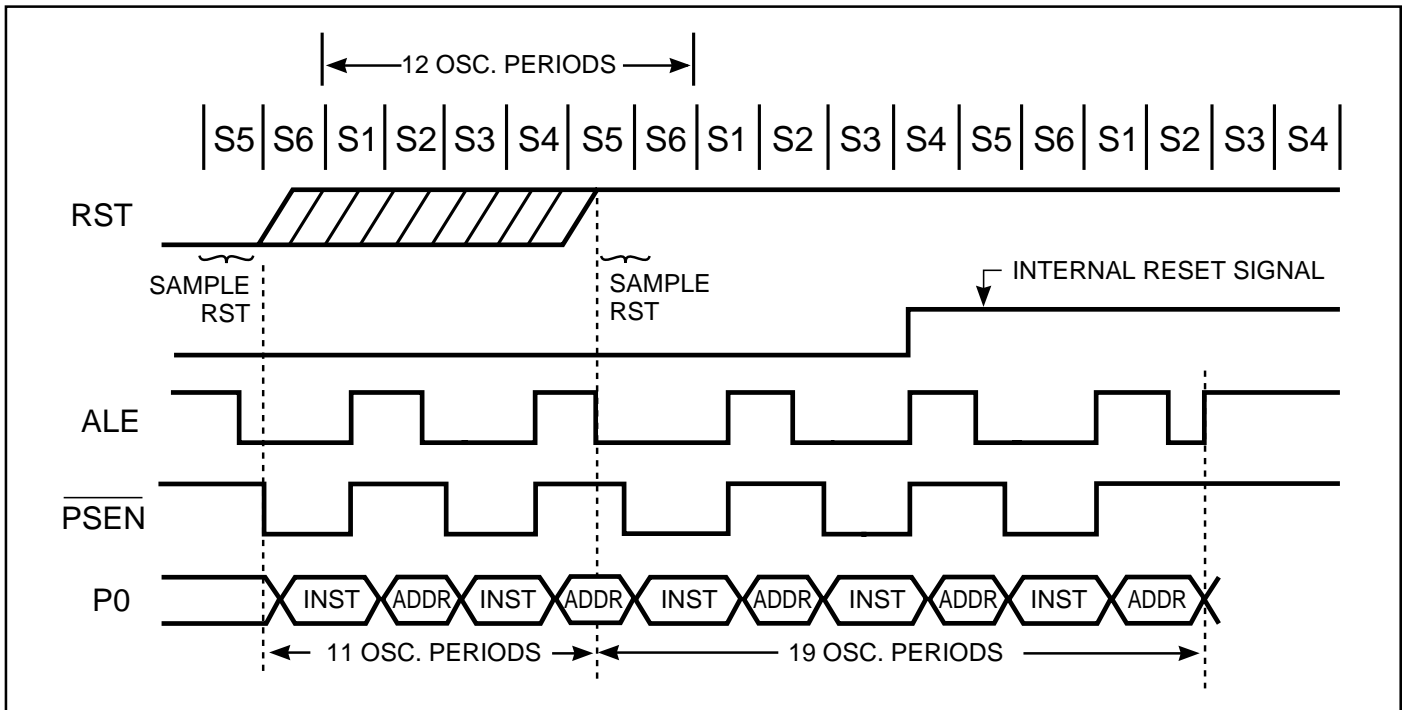 12 OSC. PERIODS
S5 S6 S1 S2 S3 S4 S5 S6 S1 S2 S3 S4 S5 S6 S1 S2 S3 S4
RST
SAMPLE
RST
SAMPLE
RST
INTERNAL RESET SIGNAL
ALE
PSEN
P0
INST ADDR INST ADDR INST ADDR INST ADDR INST ADDR
11 OSC. PERIODS
19 OSC. PERIODS